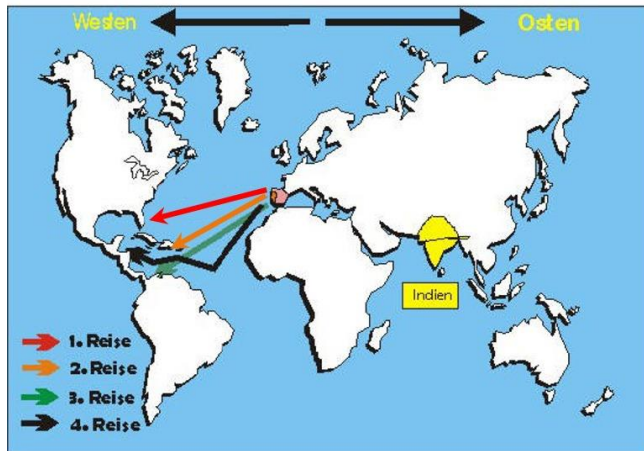 Westen
Osten
Indien
1. Reise
2. Reise
3. Reise
4. Reise